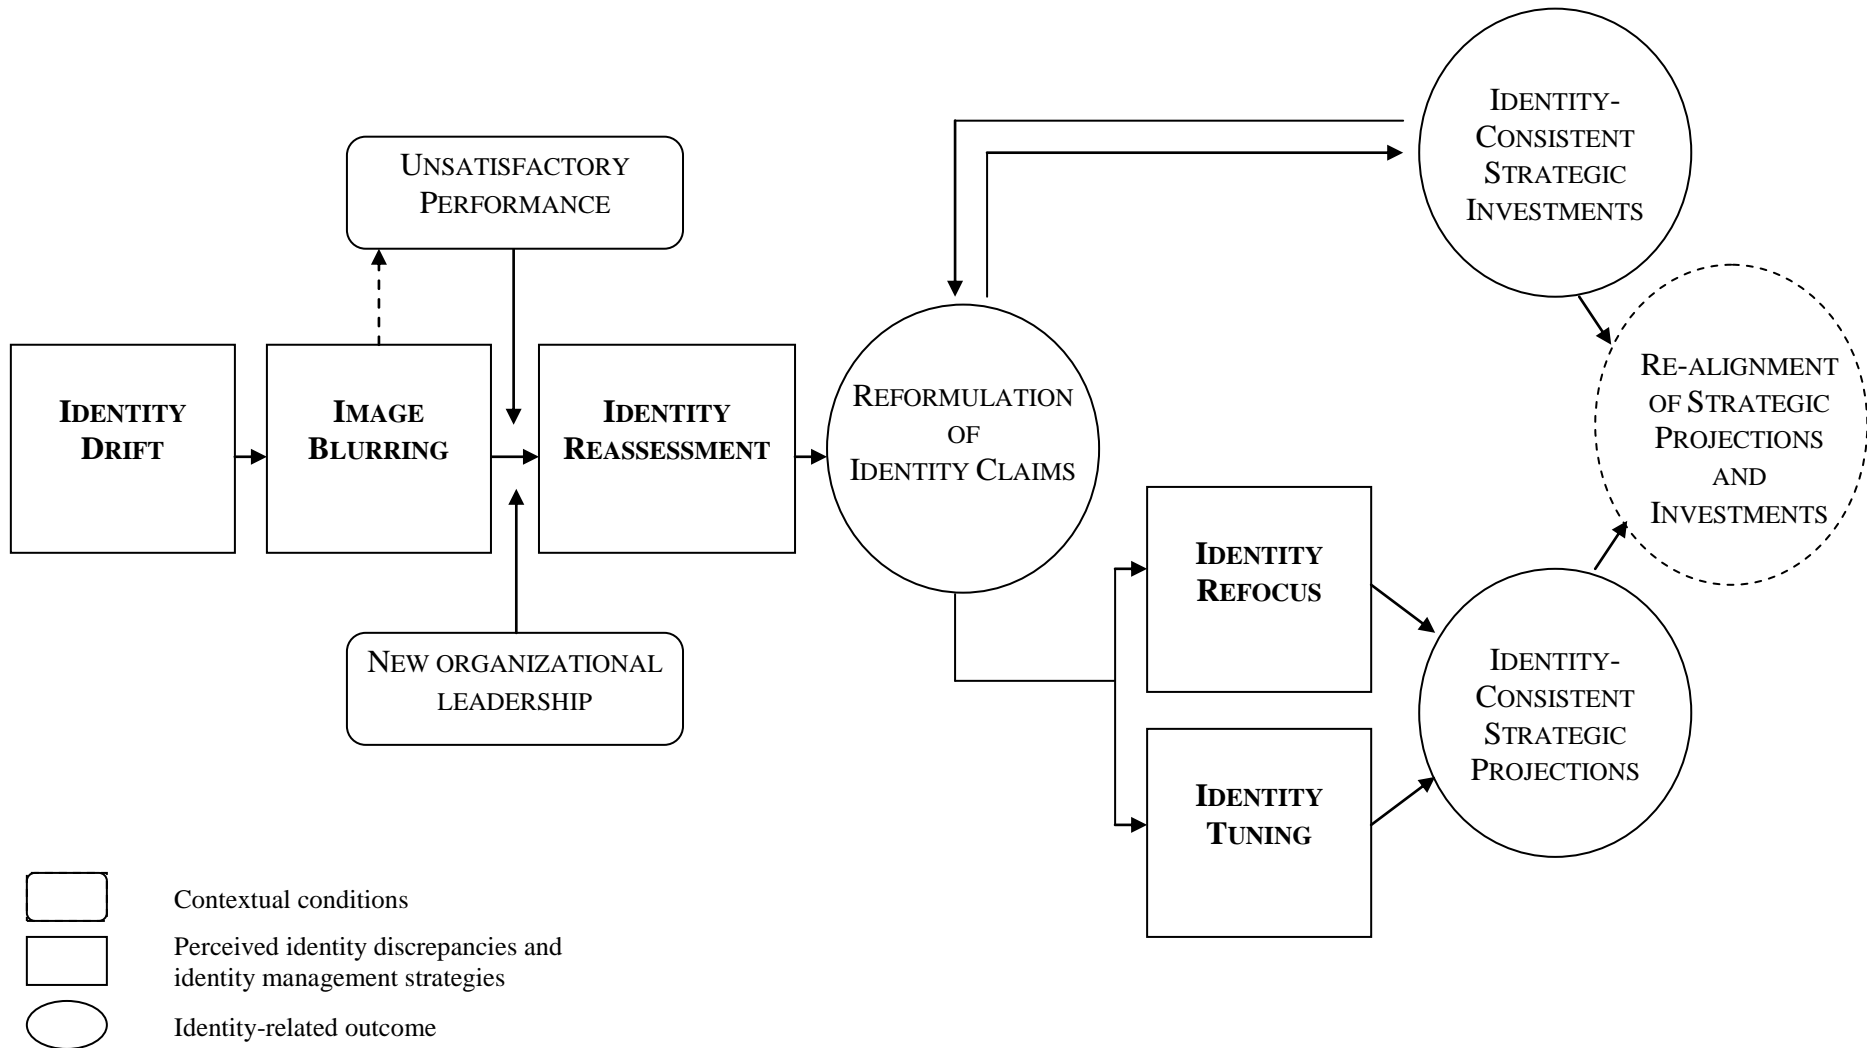 UNSATISFACTORY
PERFORMANCE
IDENTITY
DRIFT
IMAGE
BLURRING
IDENTITY
REASSESSMENT
NEW ORGANIZATIONAL
LEADERSHIP
REFORMULATION
OF
IDENTITY CLAIMS
IDENTITY-
CONSISTENT
STRATEGIC
INVESTMENTS
RE-ALIGNMENT
OF STRATEGIC
PROJECTIONS
AND
INVESTMENTS
IDENTITY
REFOCUS
IDENTITY
TUNING
IDENTITY-
CONSISTENT
STRATEGIC
PROJECTIONS
Contextual conditions
Perceived identity discrepancies and
identity management strategies
Identity-related outcome